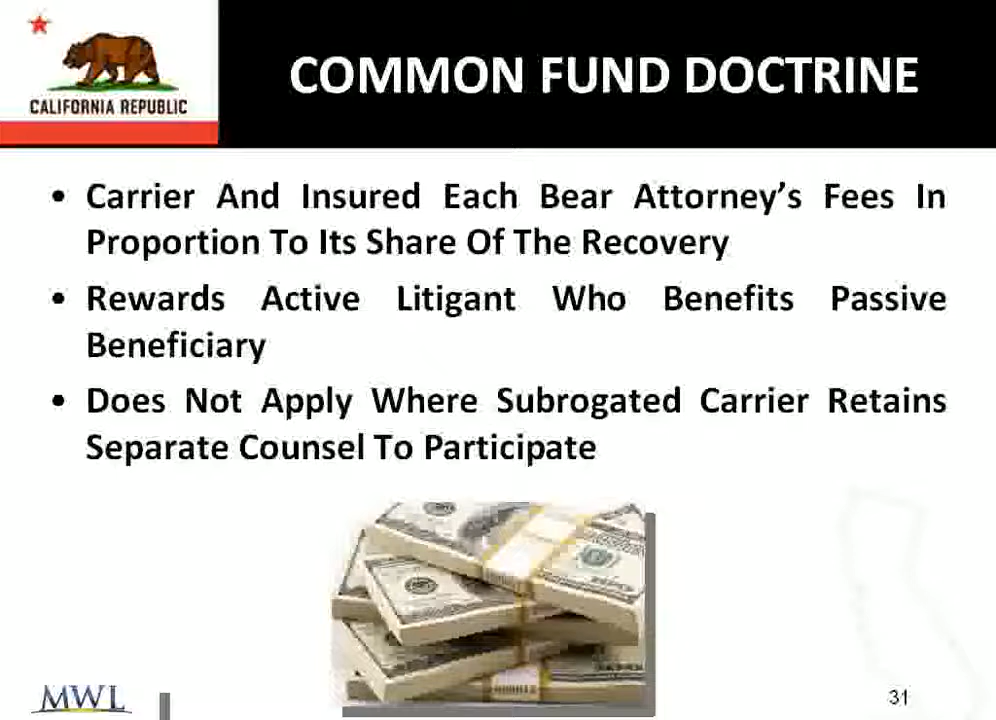 CALIFORNIA REPUBLIC
COMMON FUND DOCTRINE
• Carrier And Insured Each Bear Attorney’s Fees In
Proportion To Its Share Of The Recovery
• Rewards Active Litigant Who Benefits Passive
Beneficiary
• Does Not Apply Where Subrogated Carrier Retains
Separate Counsel To Participate
MWL
31